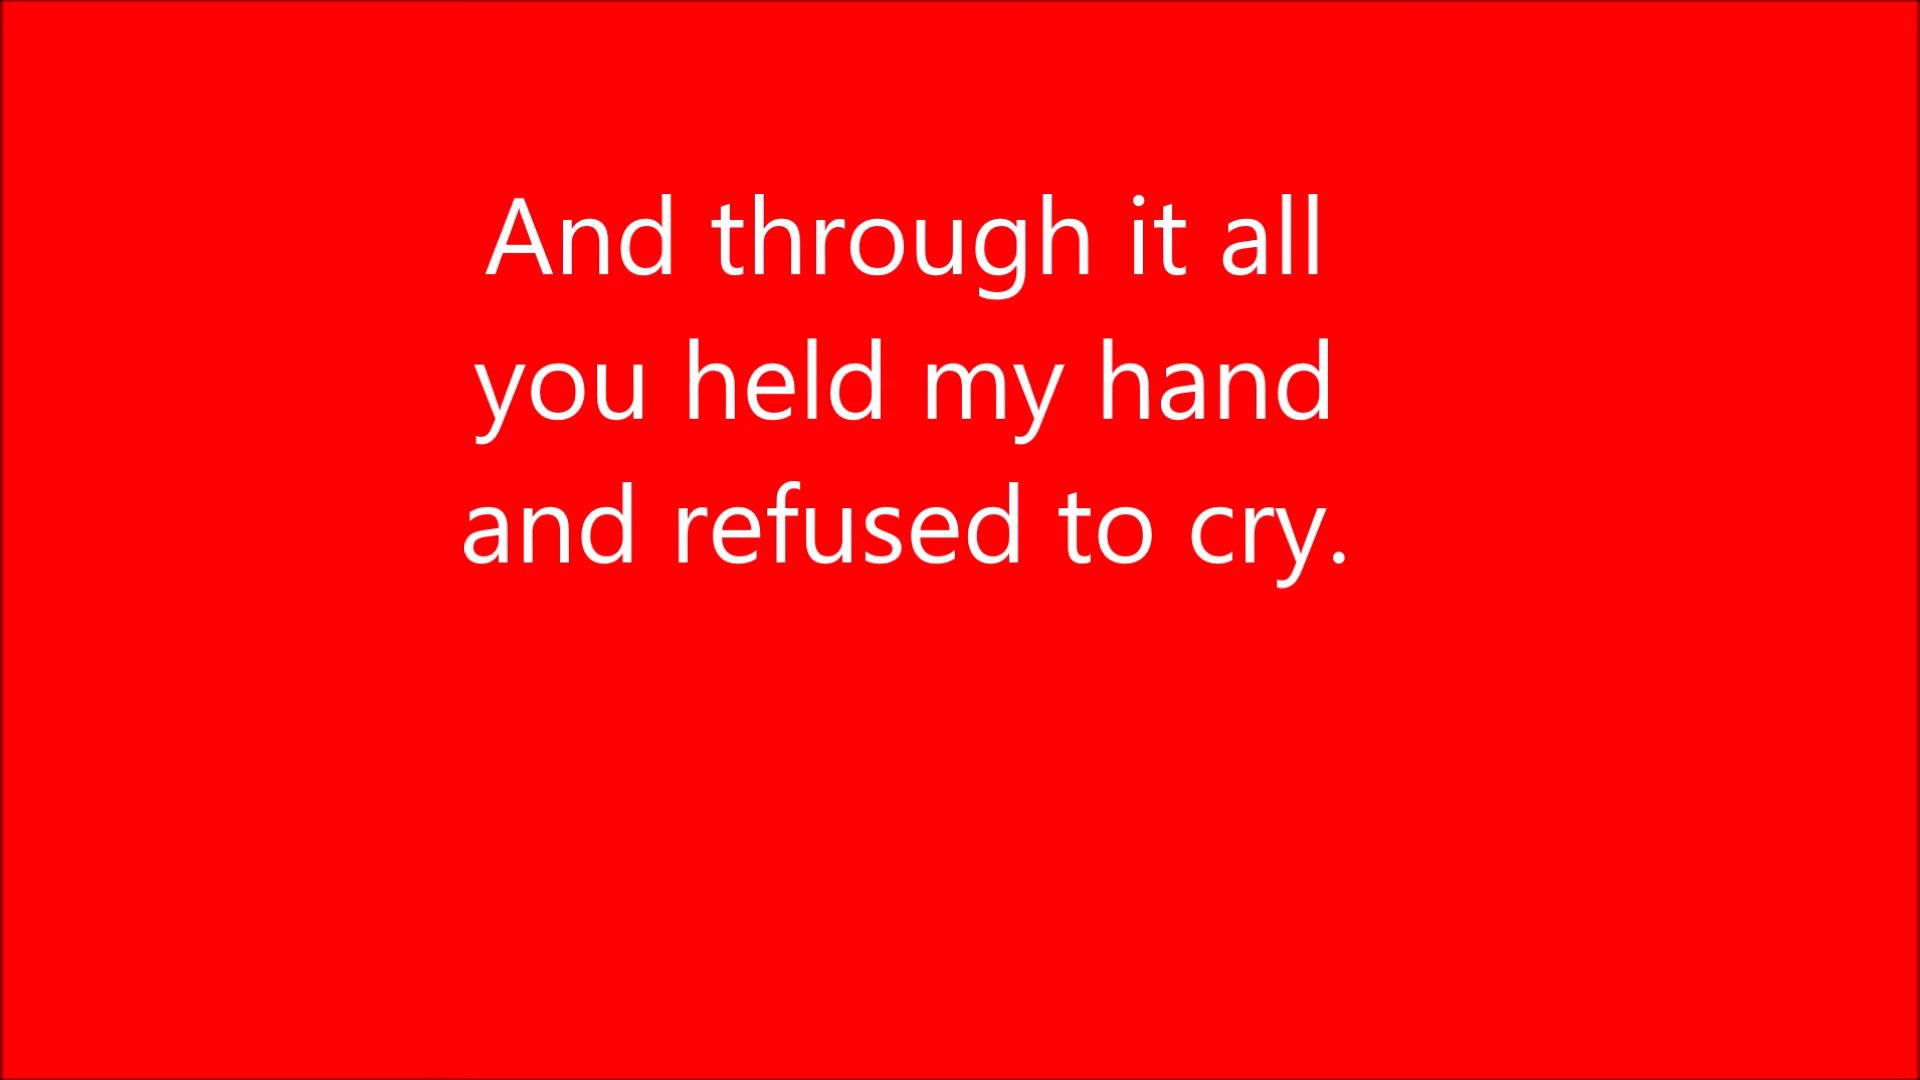 And through it all
you held my hand
and refused to cry.